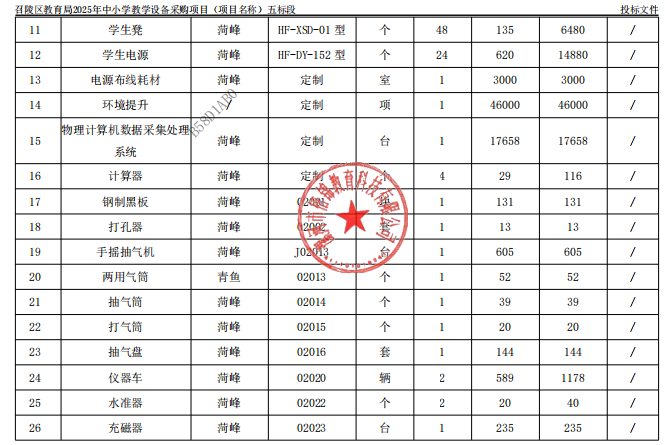 召陵区教育局2025年中小学教学设备采购项目（项目名称）五标段 投标文件
11 学生凳 菏峰 HF-XSD-01 型 个 48 135 6480 /
12 学生电源 菏峰 HF-DY-152 型 个 24 620 14880 /
13 电源布线耗材 菏峰 定制 室 1 3000 3000 /
14 环境提升 / 定制 项 1 46000 46000 /
B58D1AB0
15 物理计算机数据采集处理
系统 菏峰 定制 台 1 17658 17658 /
16 计算器 菏峰 定制 个 4 29 116 /
17 钢制黑板 菏峰 02001 块 1 131 131 /
18 打孔器 菏峰 02002 套 1 13 13 /
19 手摇抽气机 菏峰 J02013 台 1 605 605 /
20 两用气筒 青鱼 02013 个 1 52 52 /
21 抽气筒 菏峰 02014 个 1 39 39 /
22 打气筒 菏峰 02015 个 1 20 20 /
23 抽气盘 菏峰 02016 套 1 144 144 /
24 仪器车 菏峰 02020 辆 2 589 1178 /
25 水准器 菏峰 02022 个 2 20 40 /
26 充磁器 菏峰 02023 台 1 235 235 /